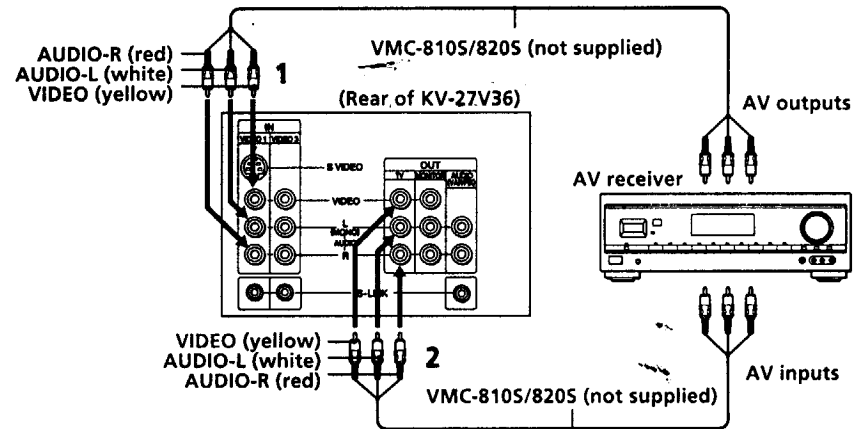 AUDIO-R (red)
AUDIO-L (white)
VIDEO (yellow)
1
VMC-810S/820S (not supplied)
(Rear of KV-27V36)
AV outputs
IN
VIDEO 1 VIDEO 3
S VIDEO
OUT
TV MONITOR AUDIO
VIDEO
L
(MONO)
AUDIO
R
S-LINK
AV receiver
VIDEO (yellow)
AUDIO-L (white)
AUDIO-R (red)
2
VMC-810S/820S (not supplied)
AV inputs